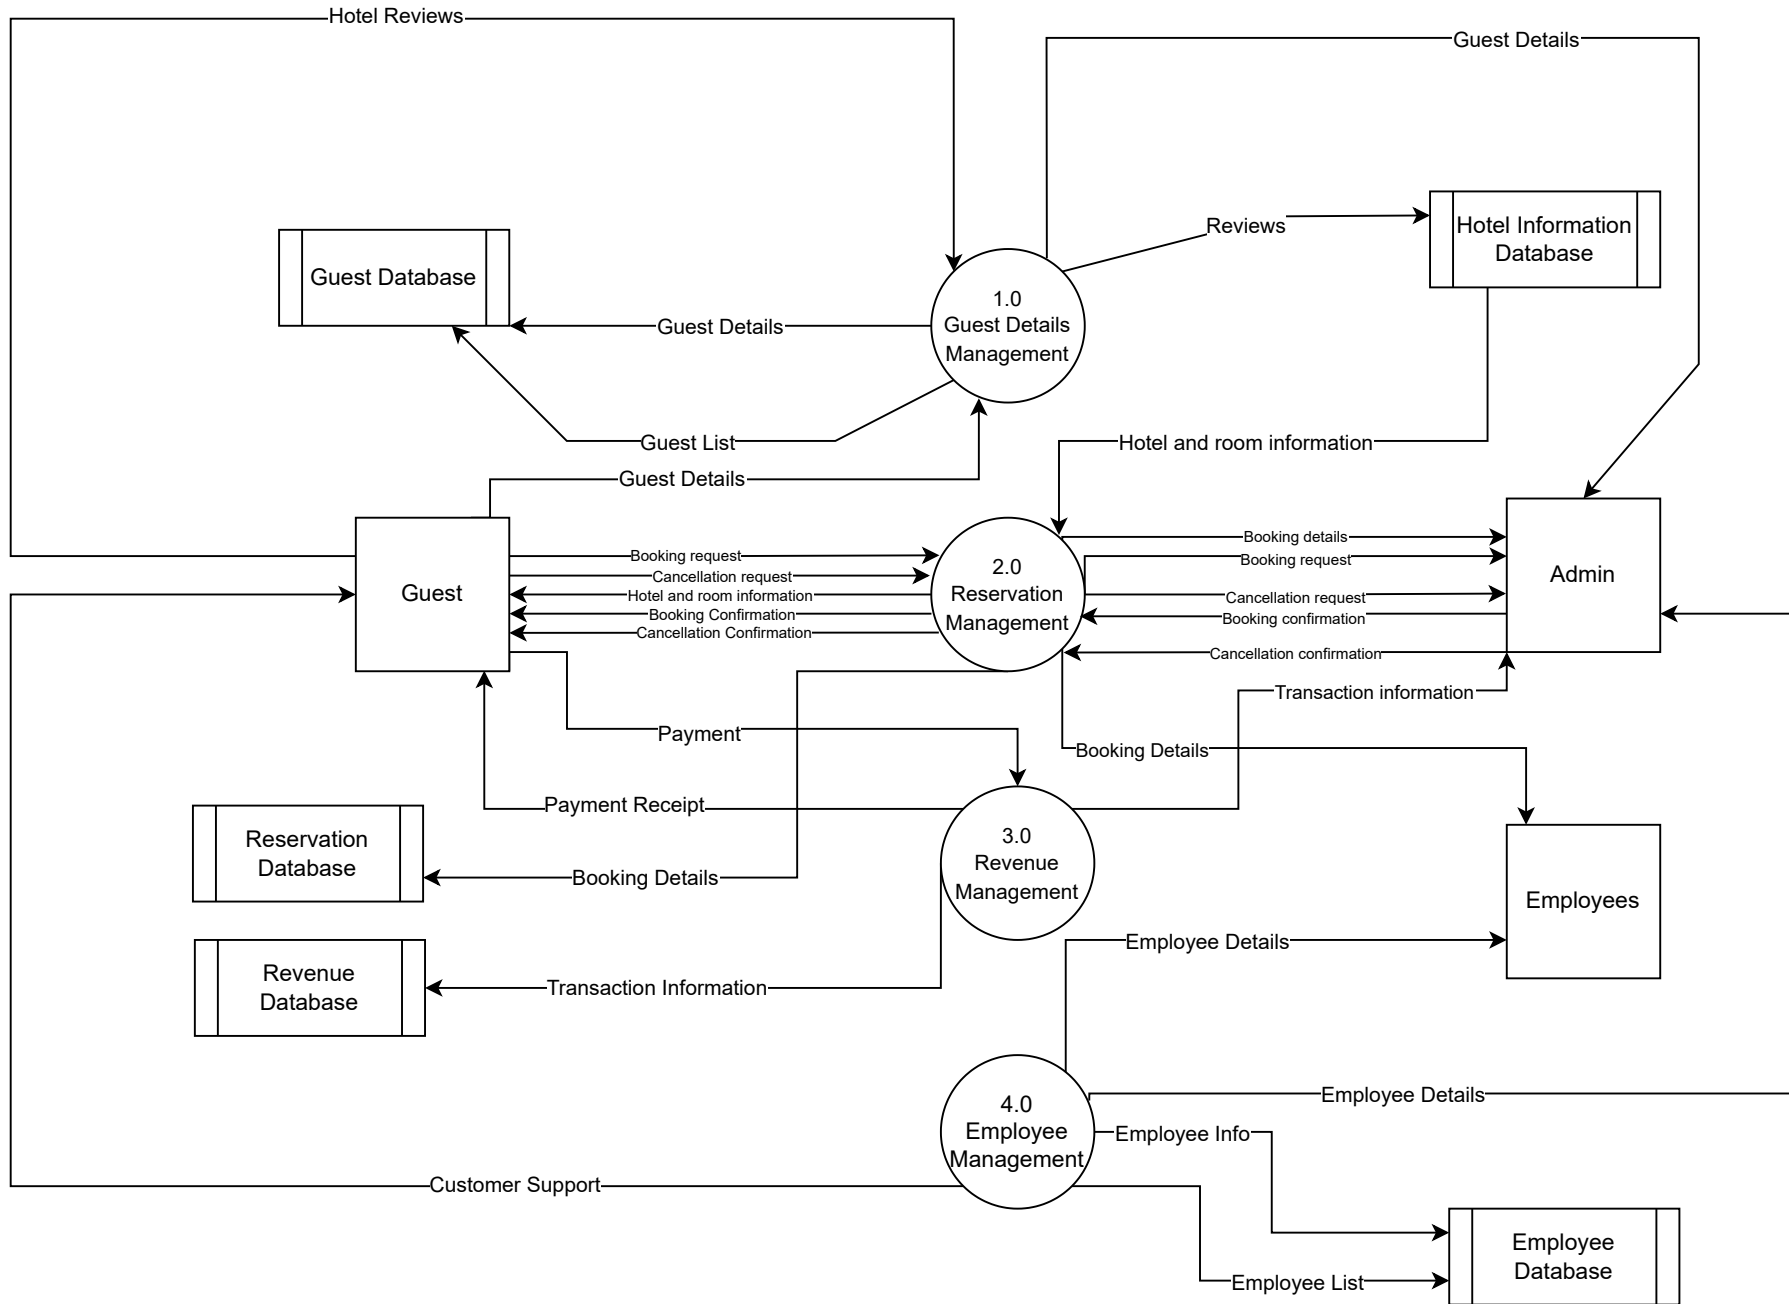 Hotel Reviews
Guest Details
Reviews
Hotel Information
Database
Guest Database
1.0
Guest Details
Management
Guest Details
Guest List
Hotel and room information
Guest Details
Guest
Booking request
Cancellation request
Hotel and room information
Booking Confirmation
Cancellation Confirmation
2.0
Reservation
Management
Booking details
Booking request
Cancellation request
Booking confirmation
Cancellation confirmation
Admin
Transaction information
Payment
Booking Details
Payment Receipt
Reservation
Database
3.0
Revenue
Management
Booking Details
Employees
Employee Details
Revenue
Database
Transaction Information
4.0
Employee
Management
Employee Details
Employee Info
Customer Support
Employee List
Employee
Database